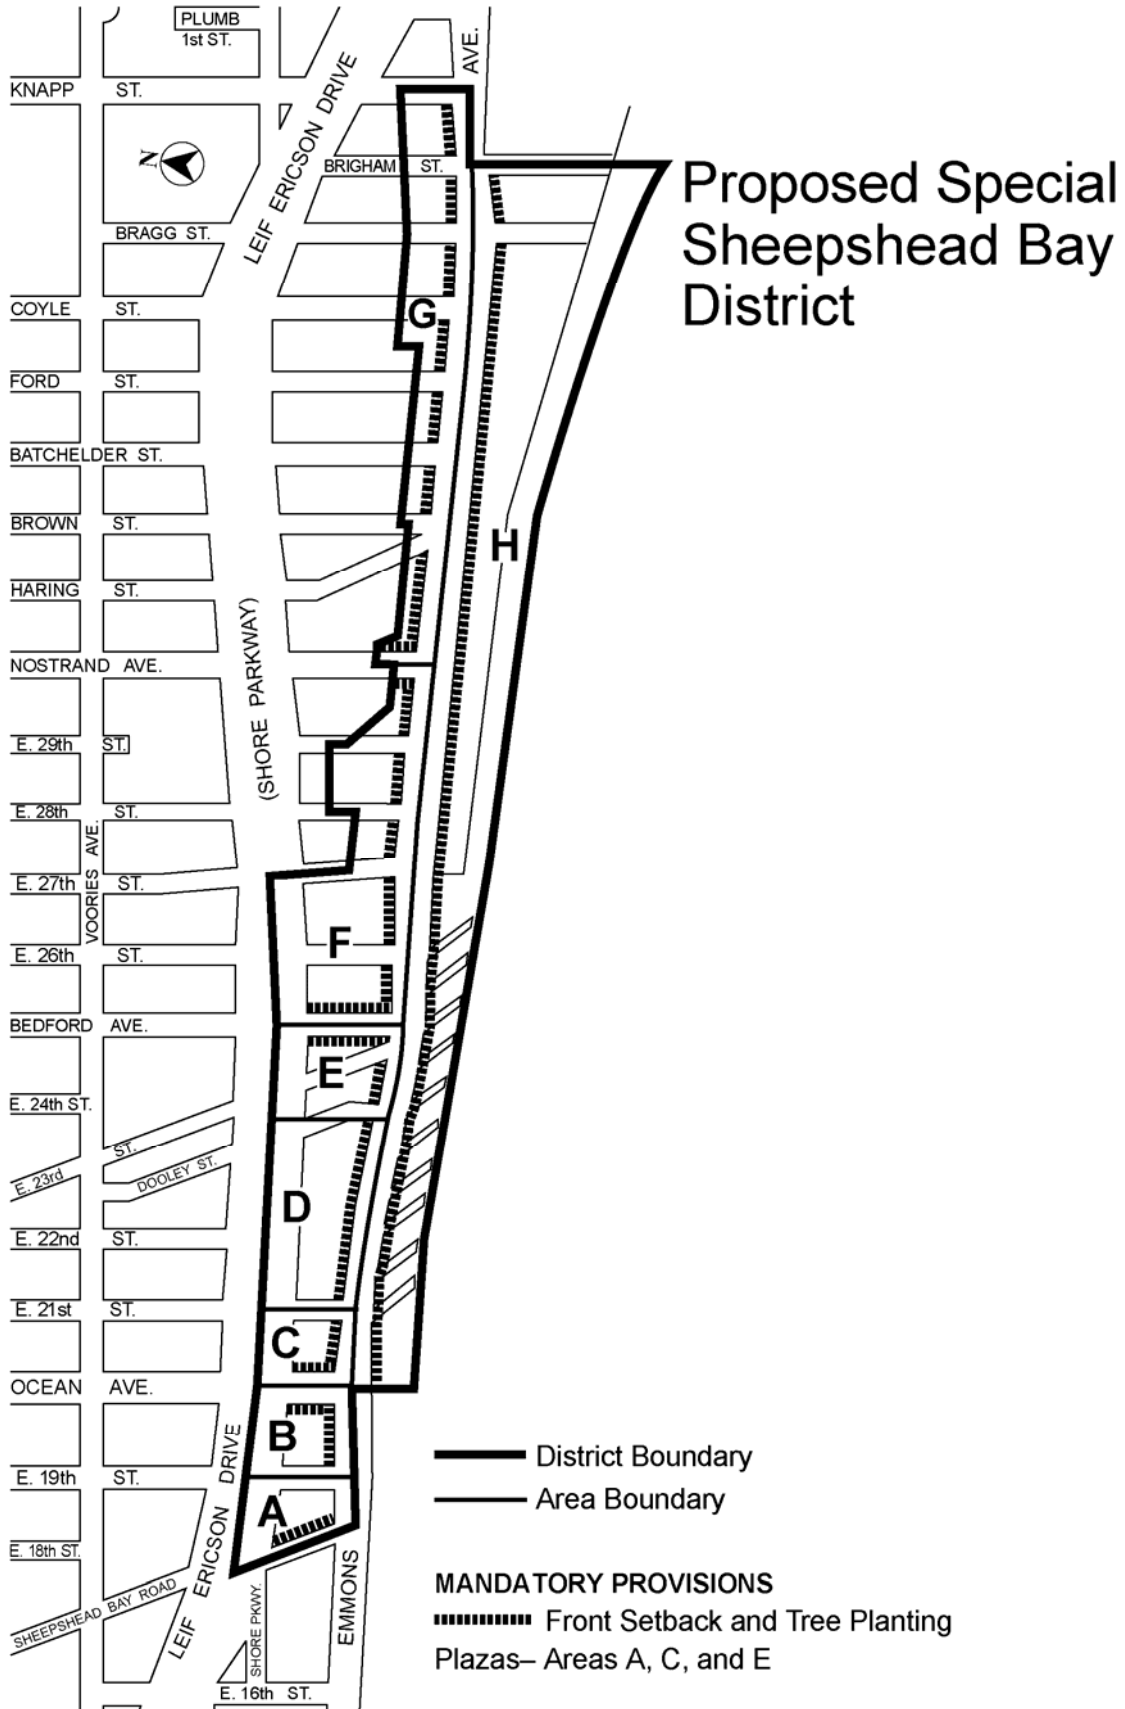 PLUMB
1st ST.
AVE.
KNAPP ST.
LEIF ERICSON DRIVE
N
BRIGHAM ST.
Proposed Special
Sheepshead Bay
District
BRAGG ST.
COYLE ST.
G
FORD ST.
BATCHELDER ST.
BROWN ST.
H
HARING ST.
(SHORE PARKWAY)
NOSTRAND AVE.
E. 29th ST.
E. 28th ST.
VOORIES AVE.
E. 27th ST.
F
E. 26th ST.
BEDFORD AVE.
E
E. 24th ST.
E. 23rd ST.
DOOLEY ST.
D
E. 22nd ST.
E. 21st ST.
C
OCEAN AVE.
B
District Boundary
E. 19th ST.
Area Boundary
A
E. 18th ST.
LEIF ERICSON DRIVE
SHEEPSHEAD BAY ROAD
SHORE PKWY.
EMMONS
MANDATORY PROVISIONS
Front Setback and Tree Planting
Plazas– Areas A, C, and E
E. 16th ST.